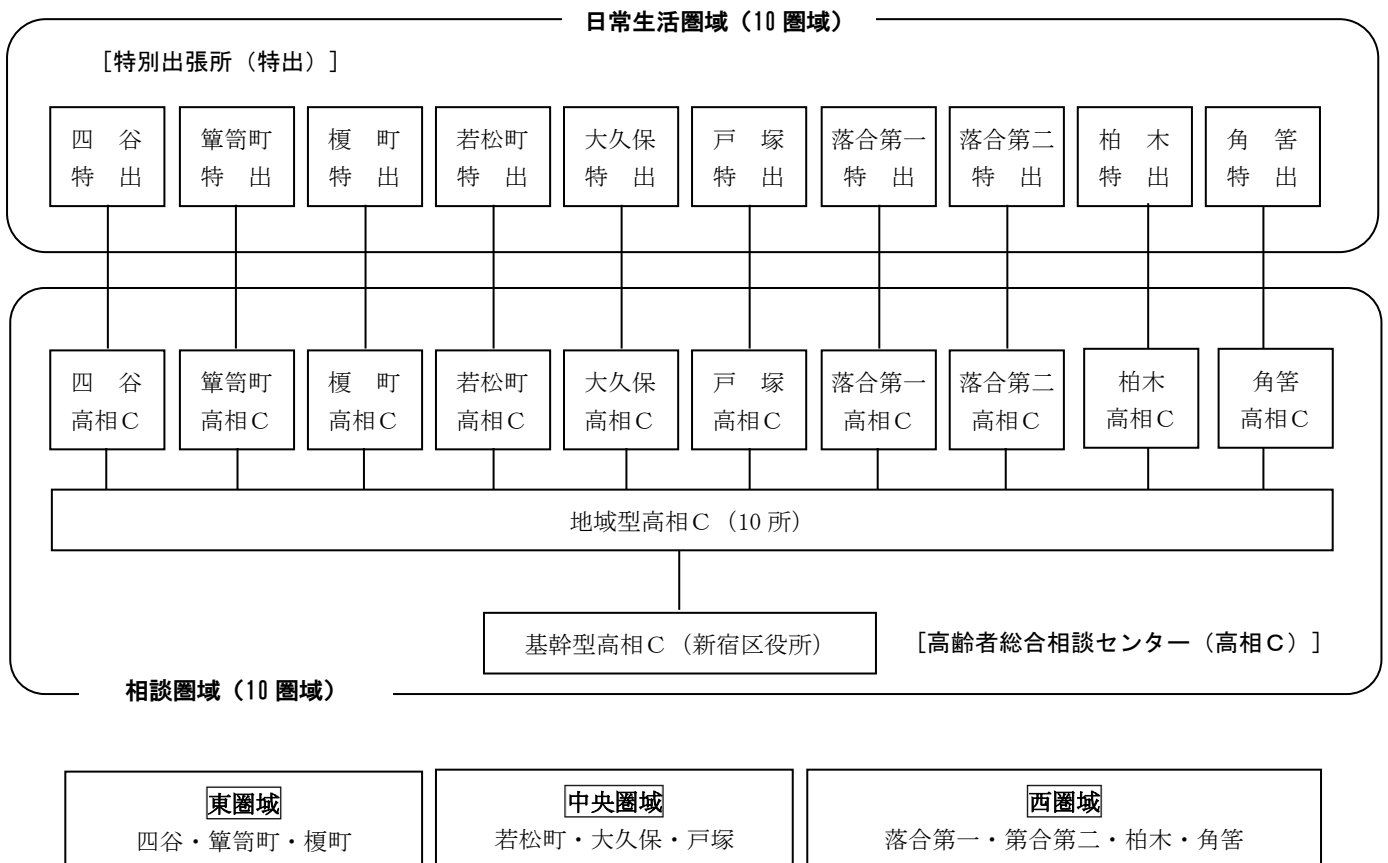 日常生活圏域（10 圏域）
［特別出張所（特出）］
四　谷 簞笥町 榎　町 若松町 大久保 戸　塚 落合第一 落合第二 柏　木 角　筈
特　出 特　出 特　出 特　出 特　出 特　出 特　出 特　出 特　出 特　出
四　谷 簞笥町 榎　町 若松町 大久保 戸　塚 落合第一 落合第二 柏木 角筈
高相Ｃ 高相Ｃ 高相Ｃ 高相Ｃ 高相Ｃ 高相Ｃ 高相Ｃ 高相Ｃ 高相Ｃ 高相Ｃ
地域型高相Ｃ（10 所）
基幹型高相Ｃ（新宿区役所）
［高齢者総合相談センター（高相Ｃ）］
相談圏域（10 圏域）
東圏域 中央圏域 西圏域
四谷・簞笥町・榎町 若松町・大久保・戸塚 落合第一・第合第二・柏木・角筈